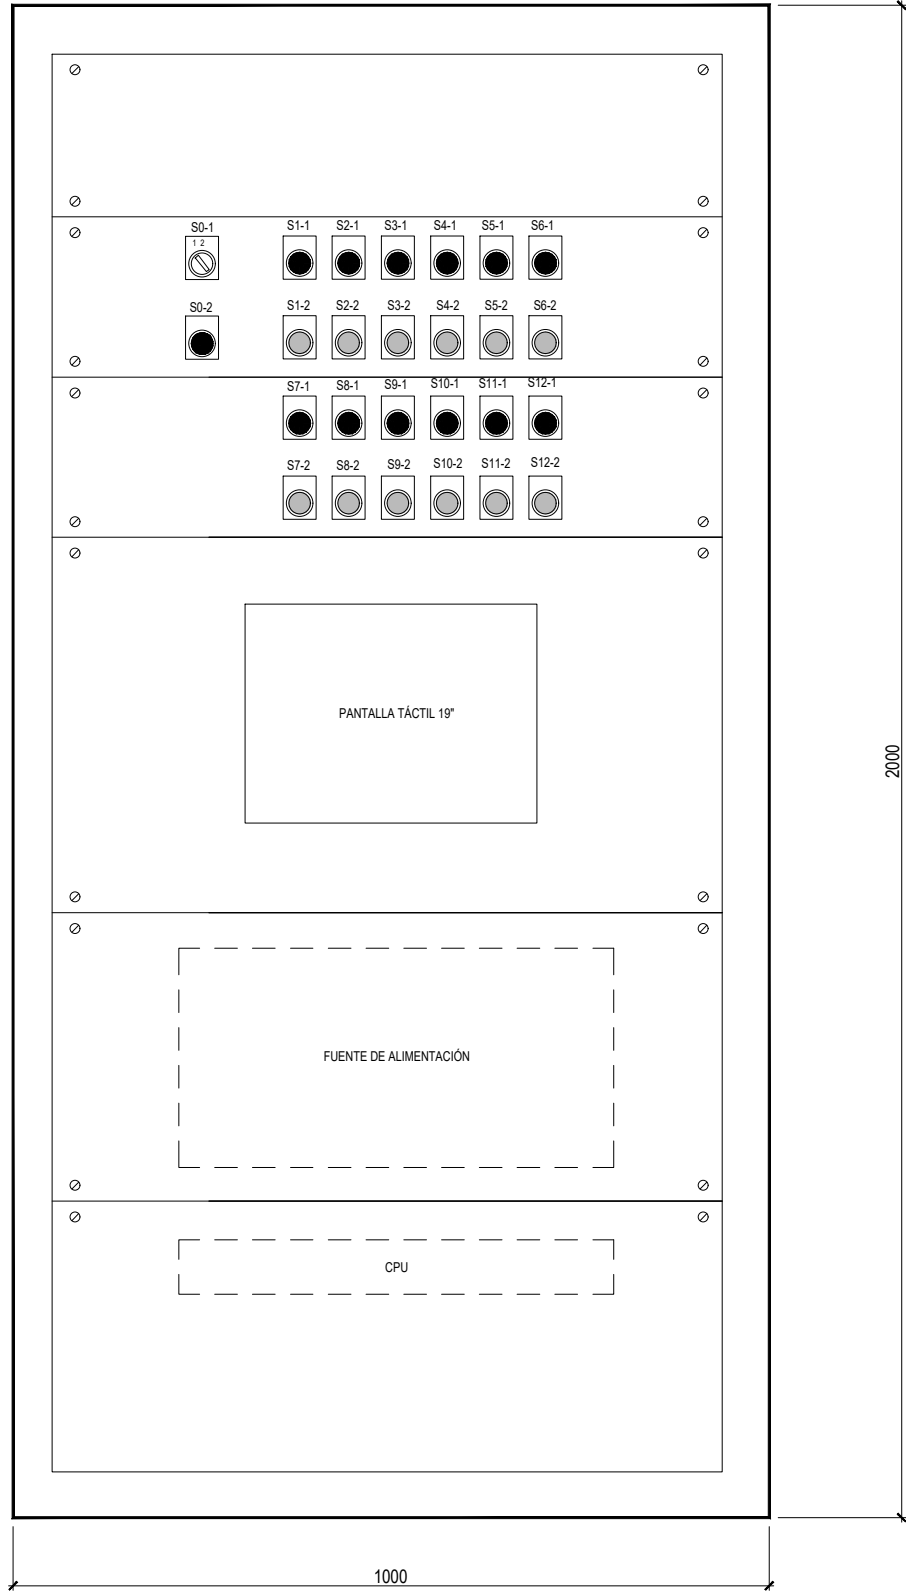 S0-1 S1-1 S2-1 S3-1 S4-1 S5-1 S6-1
1 2
S0-2 S1-2 S2-2 S3-2 S4-2 S5-2 S6-2
S7-1 S8-1 S9-1 S10-1 S11-1 S12-1
S7-2 S8-2 S9-2 S10-2 S11-2 S12-2
PANTALLA TÁCTIL 19"
2000
FUENTE DE ALIMENTACIÓN
CPU
1000